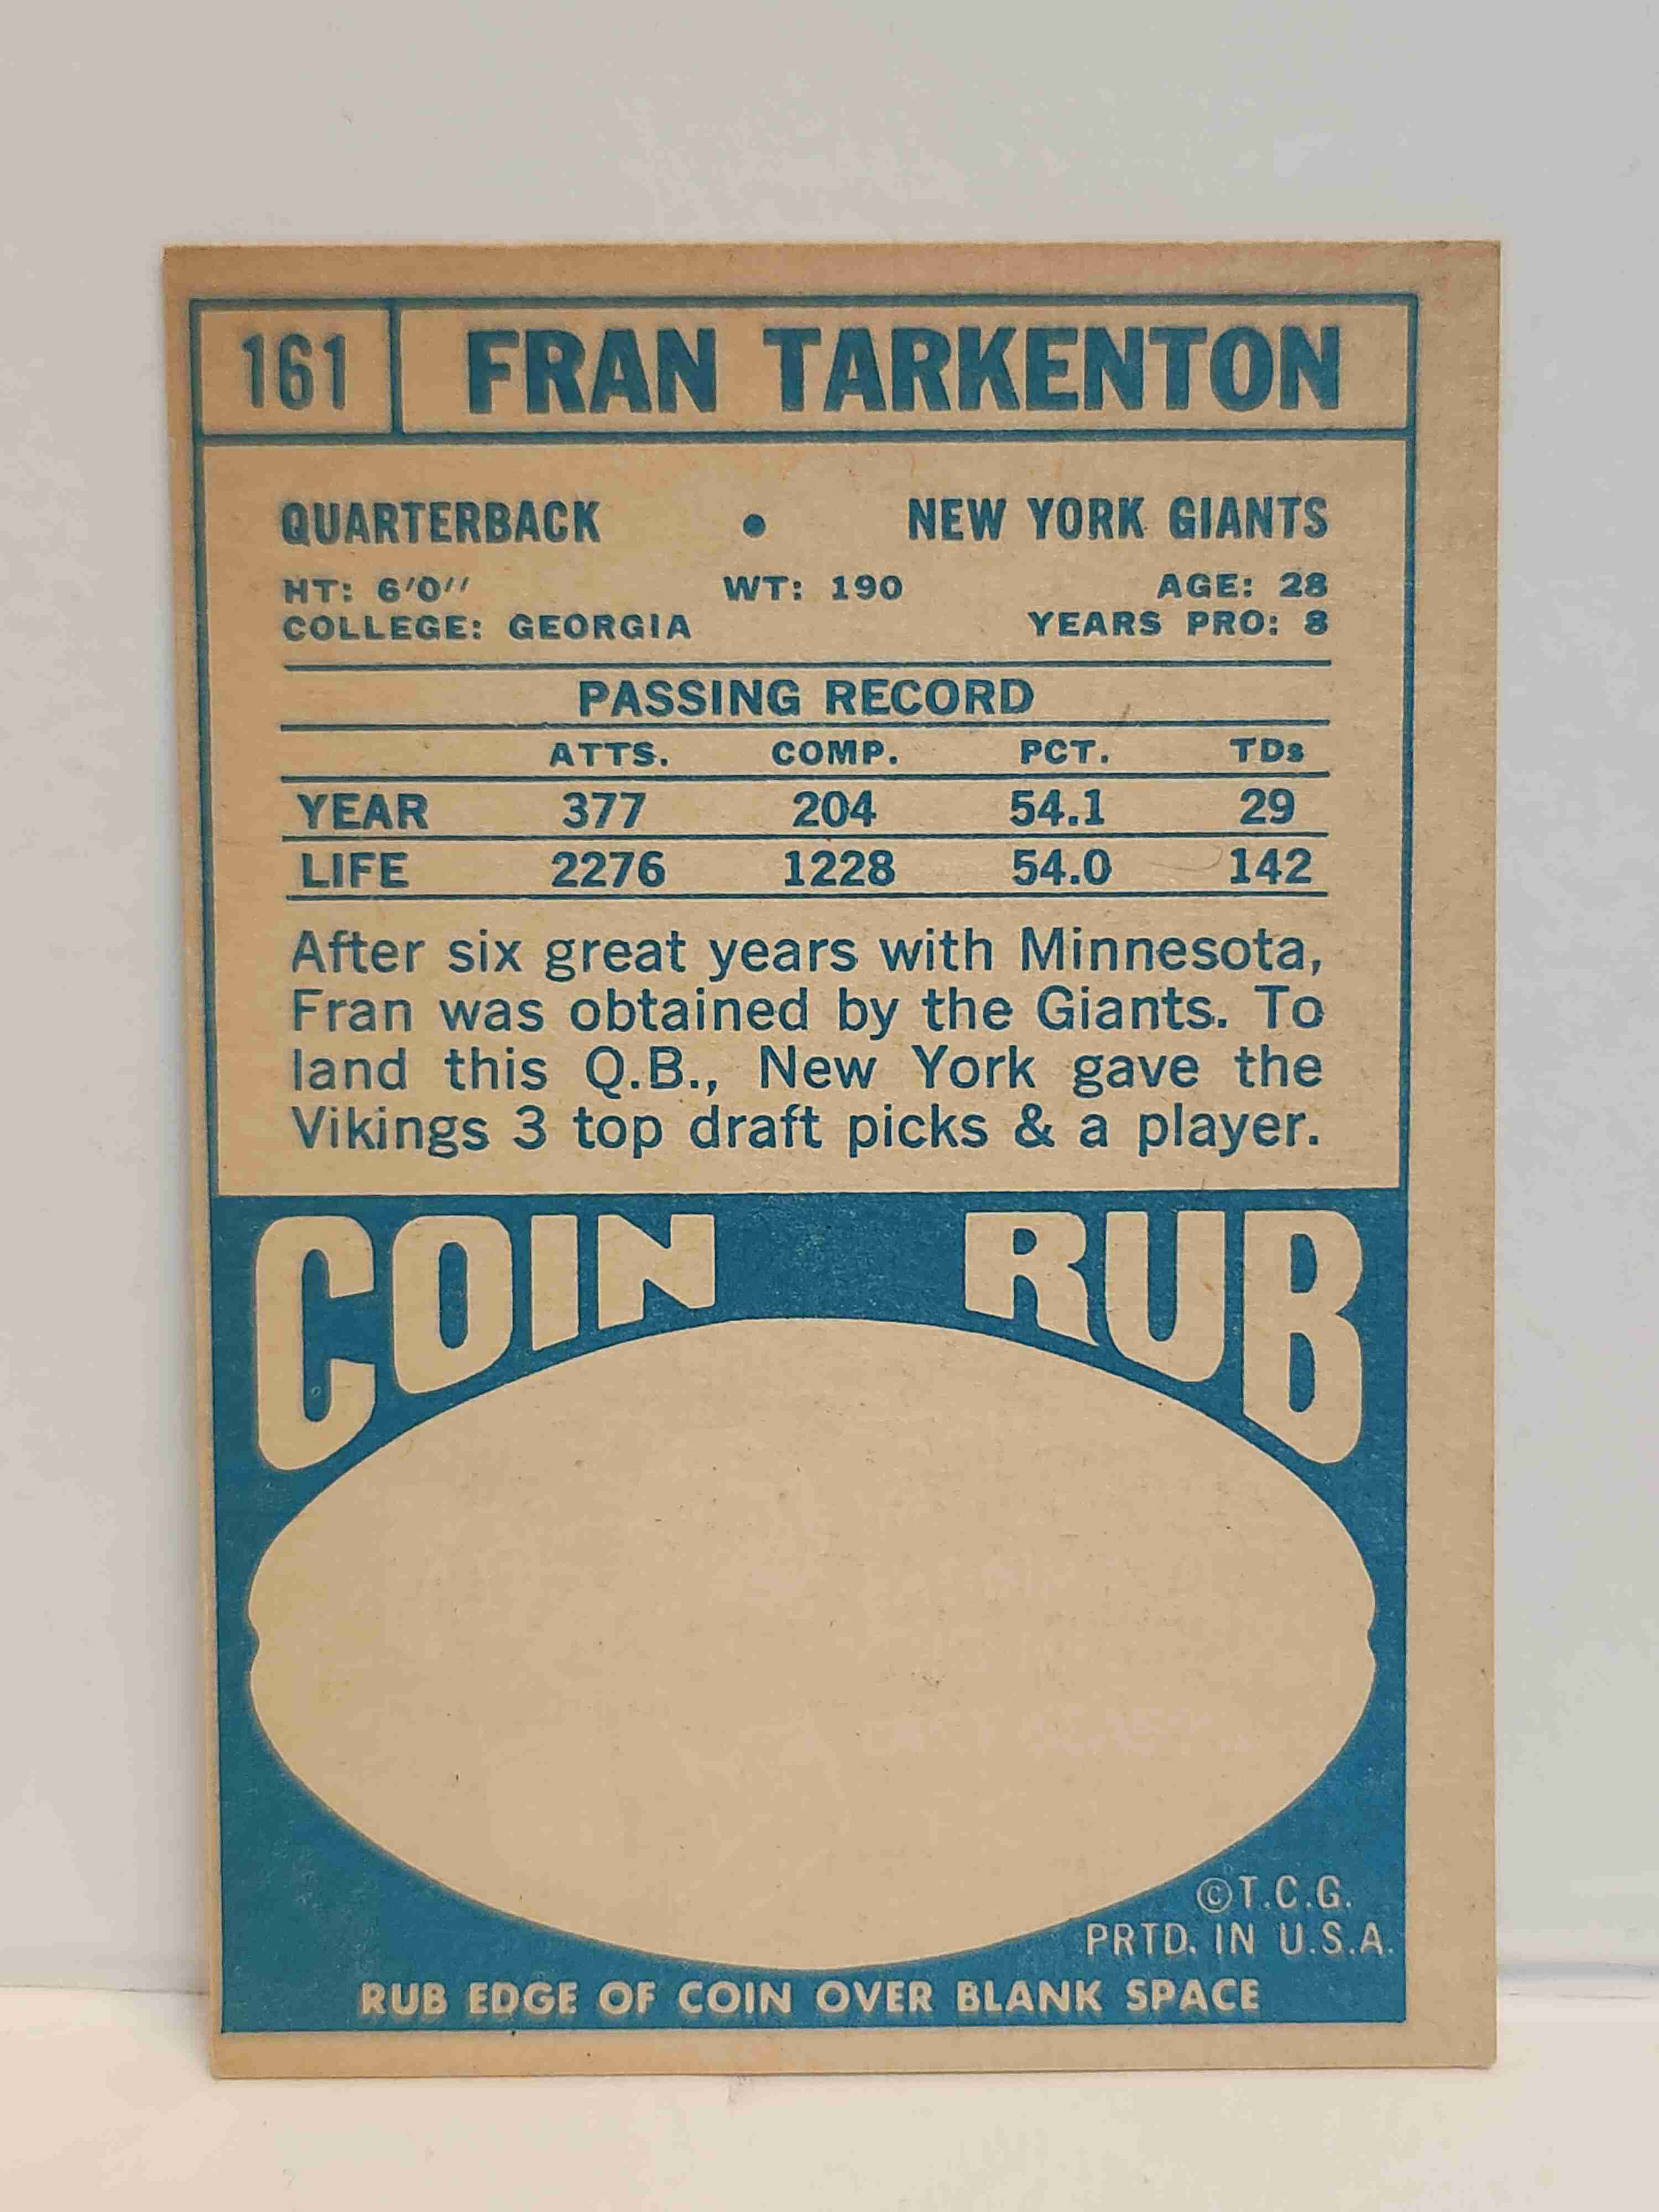 161 FRAN TARKENTON
QUARTERBACK • NEW YORK GIANTS
HT: 6'0'' WT: 190 AGE: 28
COLLEGE: GEORGIA YEARS PRO: 8
PASSING RECORD
ATTS. COMP. PCT. TDs
YEAR 377 204 54.1 29
LIFE 2276 1228 54.0 142
After six great years with Minnesota,
Fran was obtained by the Giants. To
land this Q.B., New York gave the
Vikings 3 top draft picks & a player.
COIN RUB
©T.C.G.
PRTD. IN U.S.A.
RUB EDGE OF COIN OVER BLANK SPACE